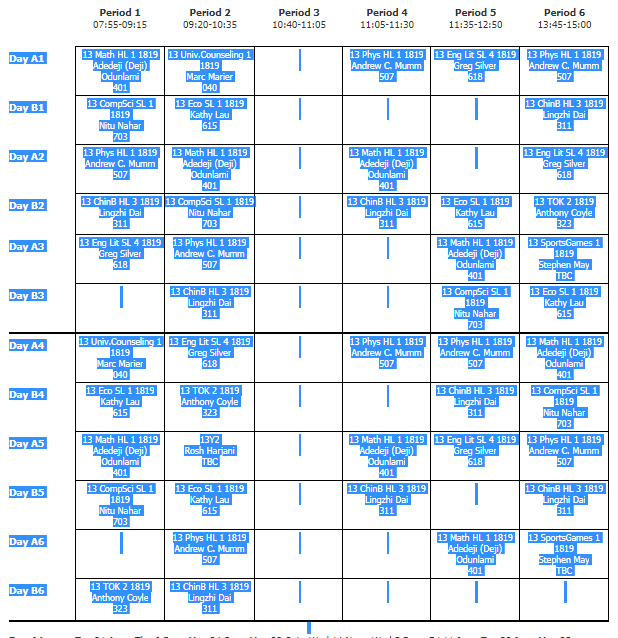 Period 1 Period 2 Period 3 Period 4 Period 5 Period 6
07:55-09:15 09:20-10:35 10:40-11:05 11:05-11:30 11:35-12:50 13:45-15:00
Day A1
13 Math HL 1 1819
Adedeji (Deji)
Odunlami
401
13 Univ.Counseling 1
1819
Marc Marier
040
13 Phys HL 1 1819
Andrew C. Mumm
507
13 Eng Lit SL 4 1819
Greg Silver
618
13 Phys HL 1 1819
Andrew C. Mumm
507
Day B1
13 CompSci SL 1
1819
Nitu Nahar
703
13 Eco SL 1 1819
Kathy Lau
615
13 ChinB HL 3 1819
Lingzhi Dai
311
Day A2
13 Phys HL 1 1819
Andrew C. Mumm
507
13 Math HL 1 1819
Adedeji (Deji)
Odunlami
401
13 Math HL 1 1819
Adedeji (Deji)
Odunlami
401
13 Eng Lit SL 4 1819
Greg Silver
618
Day B2
13 ChinB HL 3 1819
Lingzhi Dai
311
13 CompSci SL 1 1819
Nitu Nahar
703
13 ChinB HL 3 1819
Lingzhi Dai
311
13 Eco SL 1 1819
Kathy Lau
615
13 TOK 2 1819
Anthony Coyle
323
Day A3
13 Eng Lit SL 4 1819
Greg Silver
618
13 Phys HL 1 1819
Andrew C. Mumm
507
13 Math HL 1 1819
Adedeji (Deji)
Odunlami
401
13 SportsGames 1
1819
Stephen May
TBC
Day B3
13 ChinB HL 3 1819
Lingzhi Dai
311
13 CompSci SL 1
1819
Nitu Nahar
703
13 Eco SL 1 1819
Kathy Lau
615
Day A4
13 Univ.Counseling 1
1819
Marc Marier
040
13 Eng Lit SL 4 1819
Greg Silver
618
13 Phys HL 1 1819
Andrew C. Mumm
507
13 Phys HL 1 1819
Andrew C. Mumm
507
13 Math HL 1 1819
Adedeji (Deji)
Odunlami
401
Day B4
13 Eco SL 1 1819
Kathy Lau
615
13 TOK 2 1819
Anthony Coyle
323
13 ChinB HL 3 1819
Lingzhi Dai
311
13 CompSci SL 1
1819
Nitu Nahar
703
Day A5
13 Math HL 1 1819
Adedeji (Deji)
Odunlami
401
13Y2
Rosh Harjani
TBC
13 Math HL 1 1819
Adedeji (Deji)
Odunlami
401
13 Eng Lit SL 4 1819
Greg Silver
618
13 Phys HL 1 1819
Andrew C. Mumm
507
Day B5
13 CompSci SL 1
1819
Nitu Nahar
703
13 Eco SL 1 1819
Kathy Lau
615
13 ChinB HL 3 1819
Lingzhi Dai
311
13 ChinB HL 3 1819
Lingzhi Dai
311
Day A6
13 Phys HL 1 1819
Andrew C. Mumm
507
13 Math HL 1 1819
Adedeji (Deji)
Odunlami
401
13 SportsGames 1
1819
Stephen May
TBC
Day B6
13 TOK 2 1819
Anthony Coyle
323
13 ChinB HL 3 1819
Lingzhi Dai
311